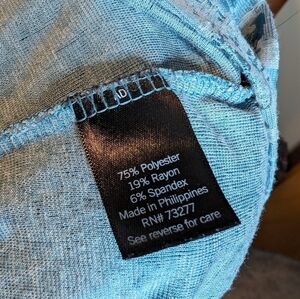 D
75% Polyester
19% Rayon
6% Spandex
Made in Philippines
RN# 73277
See reverse for care